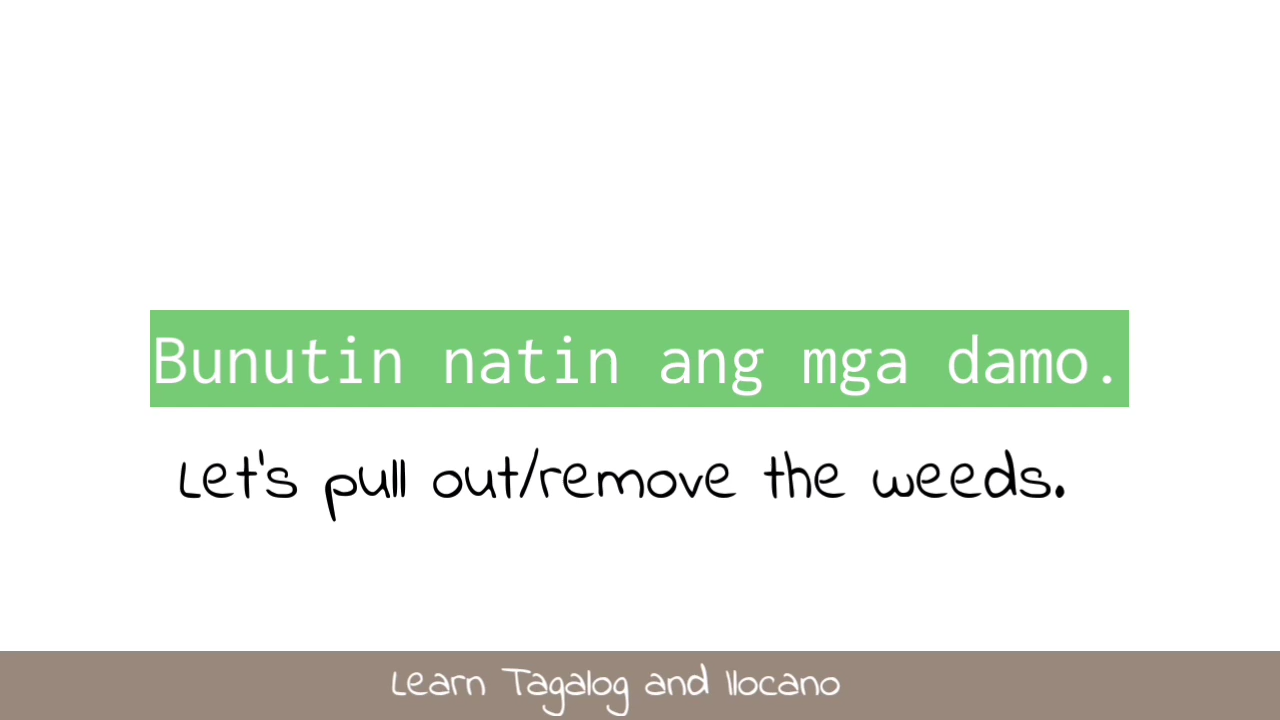 Bunutin natin ang mga damo.
Let's pull out/remove the weeds.
Learn Tagalog and Ilocano